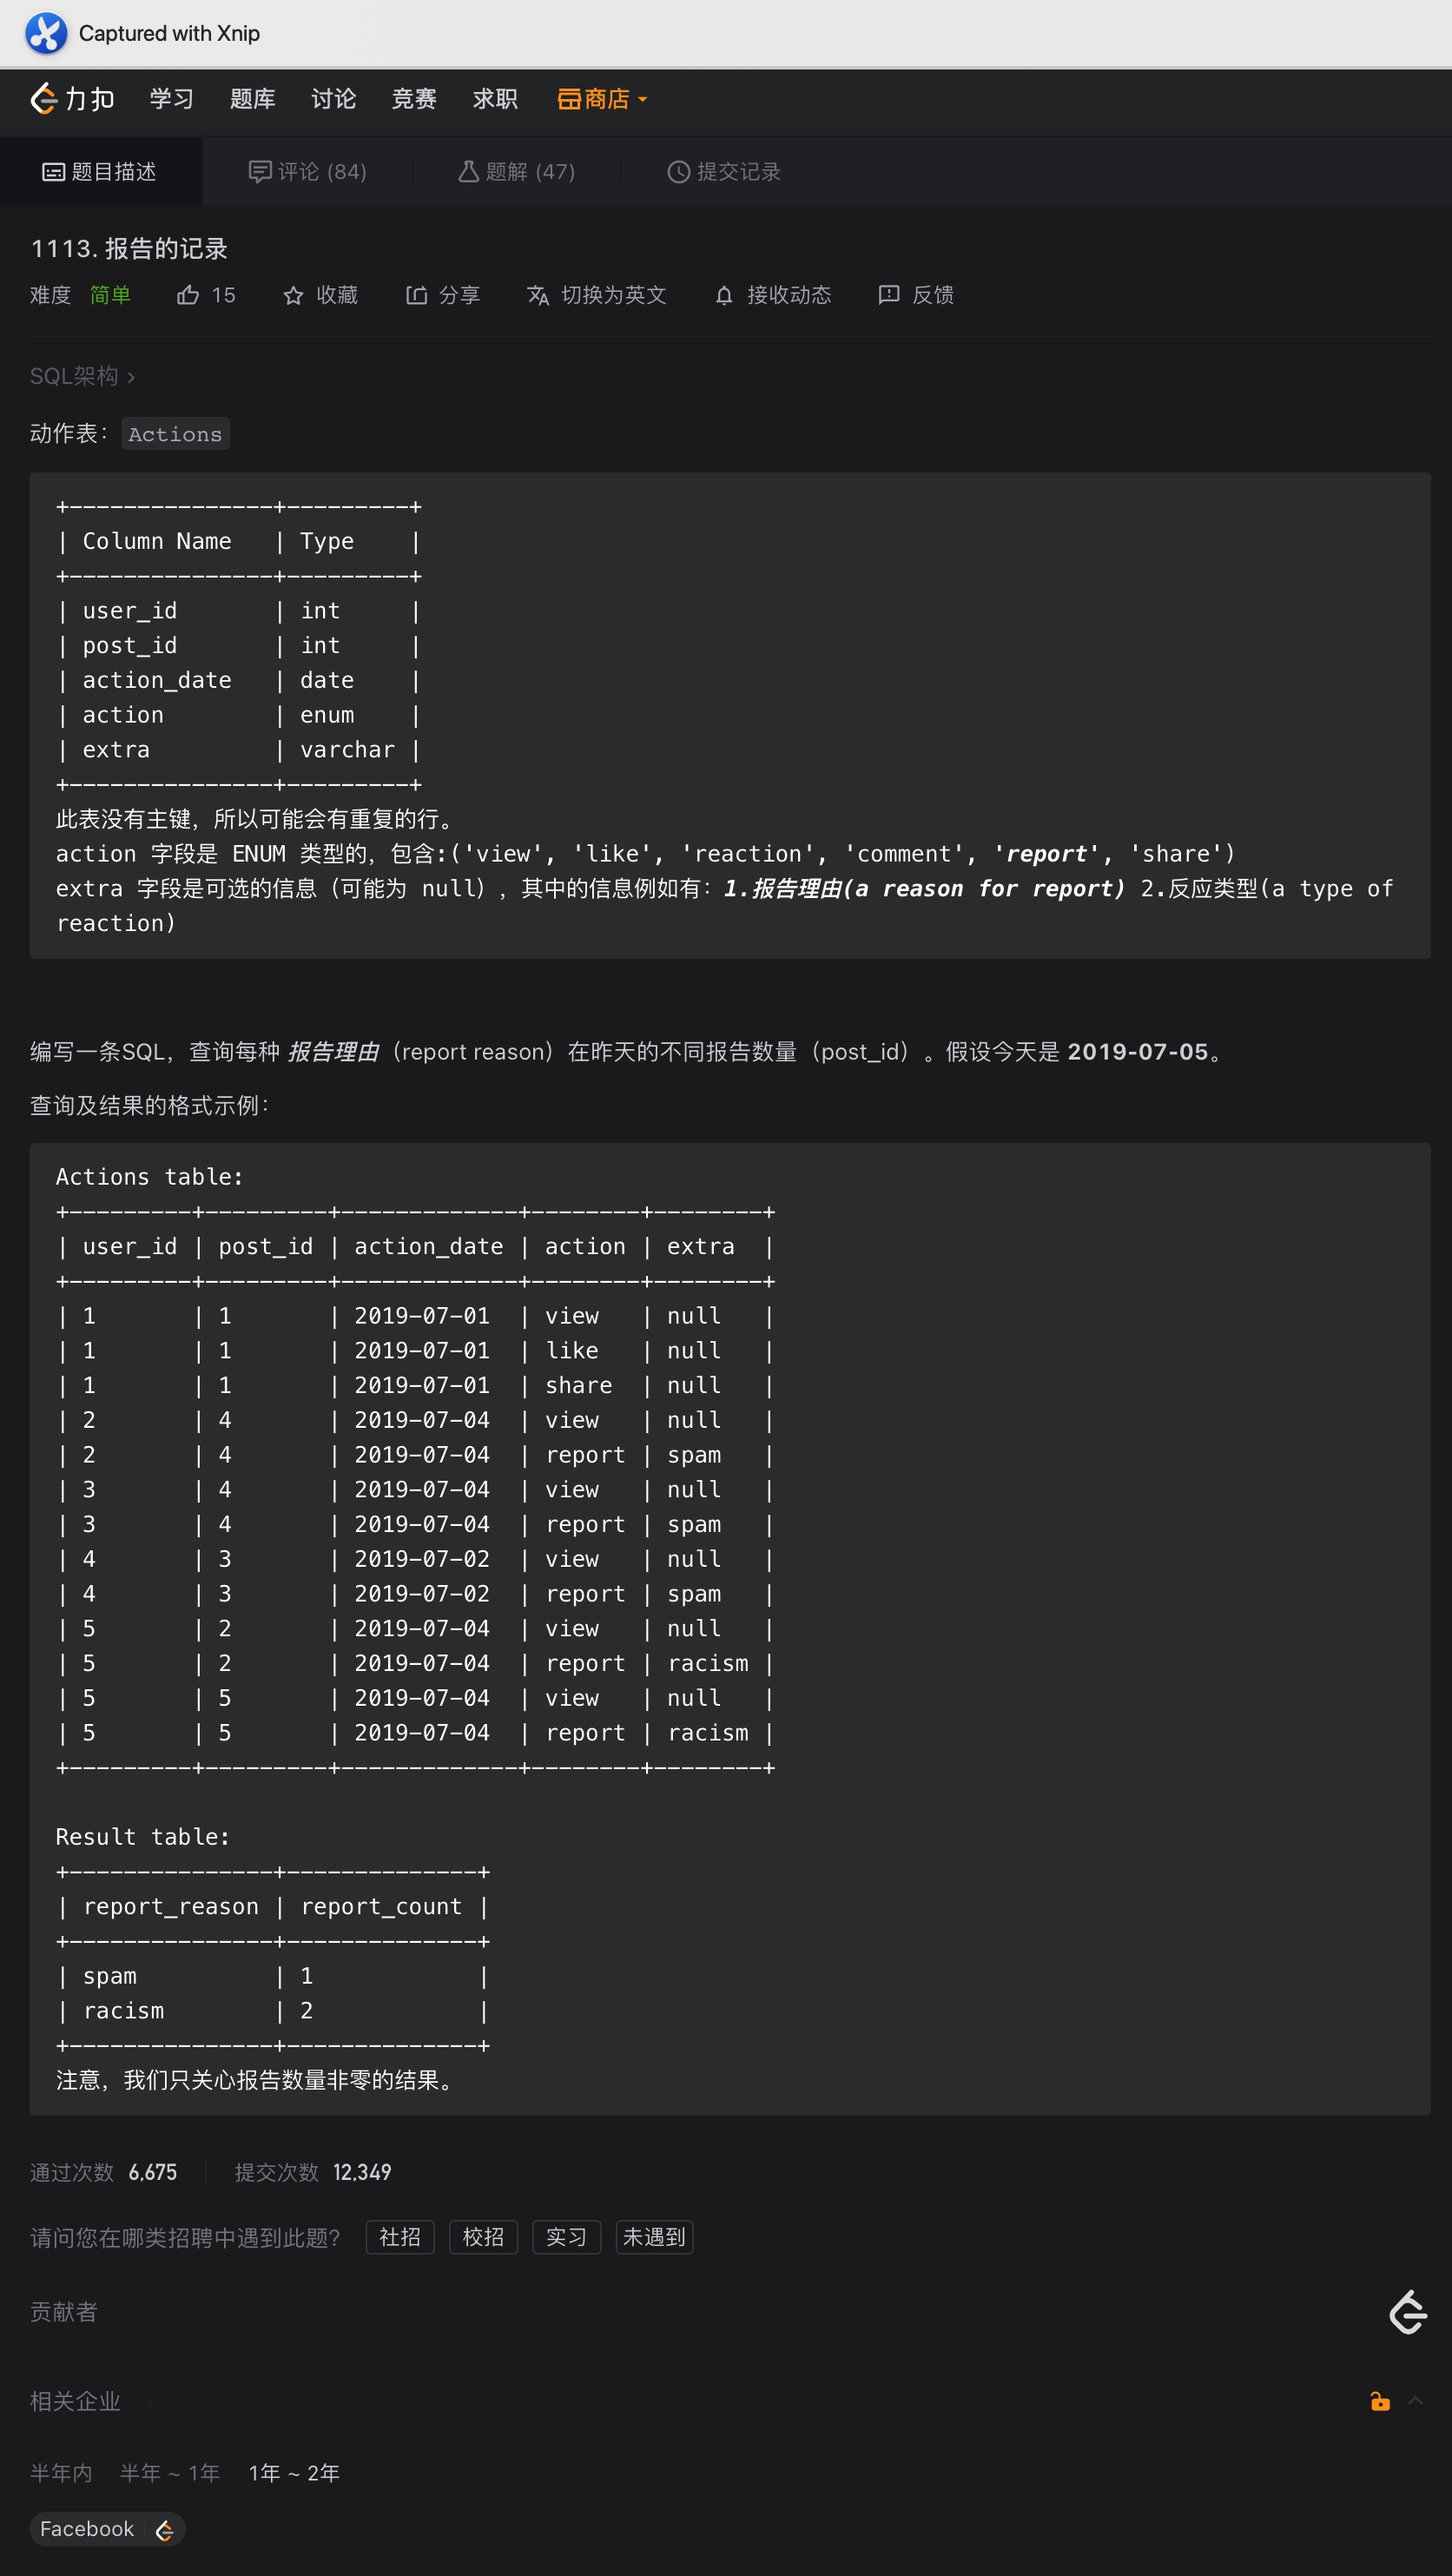 Captured with Xnip
力扣 学习 题库 讨论 竞赛 求职 商店
题目描述 评论 (84) 题解 (47) 提交记录
1113. 报告的记录
难度 简单 15 收藏 分享 切换为英文 接收动态 反馈
SQL架构 >
动作表： Actions
+---------------+---------+
| Column Name   | Type    |
+---------------+---------+
| user_id       | int     |
| post_id       | int     |
| action_date   | date    |
| action        | enum    |
| extra         | varchar |
+---------------+---------+
此表没有主键，所以可能会有重复的行。
action 字段是 ENUM 类型的，包含:('view', 'like', 'reaction', 'comment', 'report', 'share')
extra 字段是可选的信息（可能为 null），其中的信息例如有：1.报告理由(a reason for report) 2.反应类型(a type of
reaction)
编写一条SQL，查询每种 报告理由（report reason）在昨天的不同报告数量（post_id）。假设今天是 2019-07-05。
查询及结果的格式示例：
Actions table:
+---------+---------+-------------+--------+--------+
| user_id | post_id | action_date | action | extra  |
+---------+---------+-------------+--------+--------+
| 1       | 1       | 2019-07-01  | view   | null   |
| 1       | 1       | 2019-07-01  | like   | null   |
| 1       | 1       | 2019-07-01  | share  | null   |
| 2       | 4       | 2019-07-04  | view   | null   |
| 2       | 4       | 2019-07-04  | report | spam   |
| 3       | 4       | 2019-07-04  | view   | null   |
| 3       | 4       | 2019-07-04  | report | spam   |
| 4       | 3       | 2019-07-02  | view   | null   |
| 4       | 3       | 2019-07-02  | report | spam   |
| 5       | 2       | 2019-07-04  | view   | null   |
| 5       | 2       | 2019-07-04  | report | racism |
| 5       | 5       | 2019-07-04  | view   | null   |
| 5       | 5       | 2019-07-04  | report | racism |
+---------+---------+-------------+--------+--------+
Result table:
+---------------+--------------+
| report_reason | report_count |
+---------------+--------------+
| spam          | 1            |
| racism        | 2            |
+---------------+--------------+
注意，我们只关心报告数量非零的结果。
通过次数 6,675 提交次数 12,349
请问您在哪类招聘中遇到此题？ 社招 校招 实习 未遇到
贡献者
相关企业
半年内 半年 ~ 1年 1年 ~ 2年
Facebook